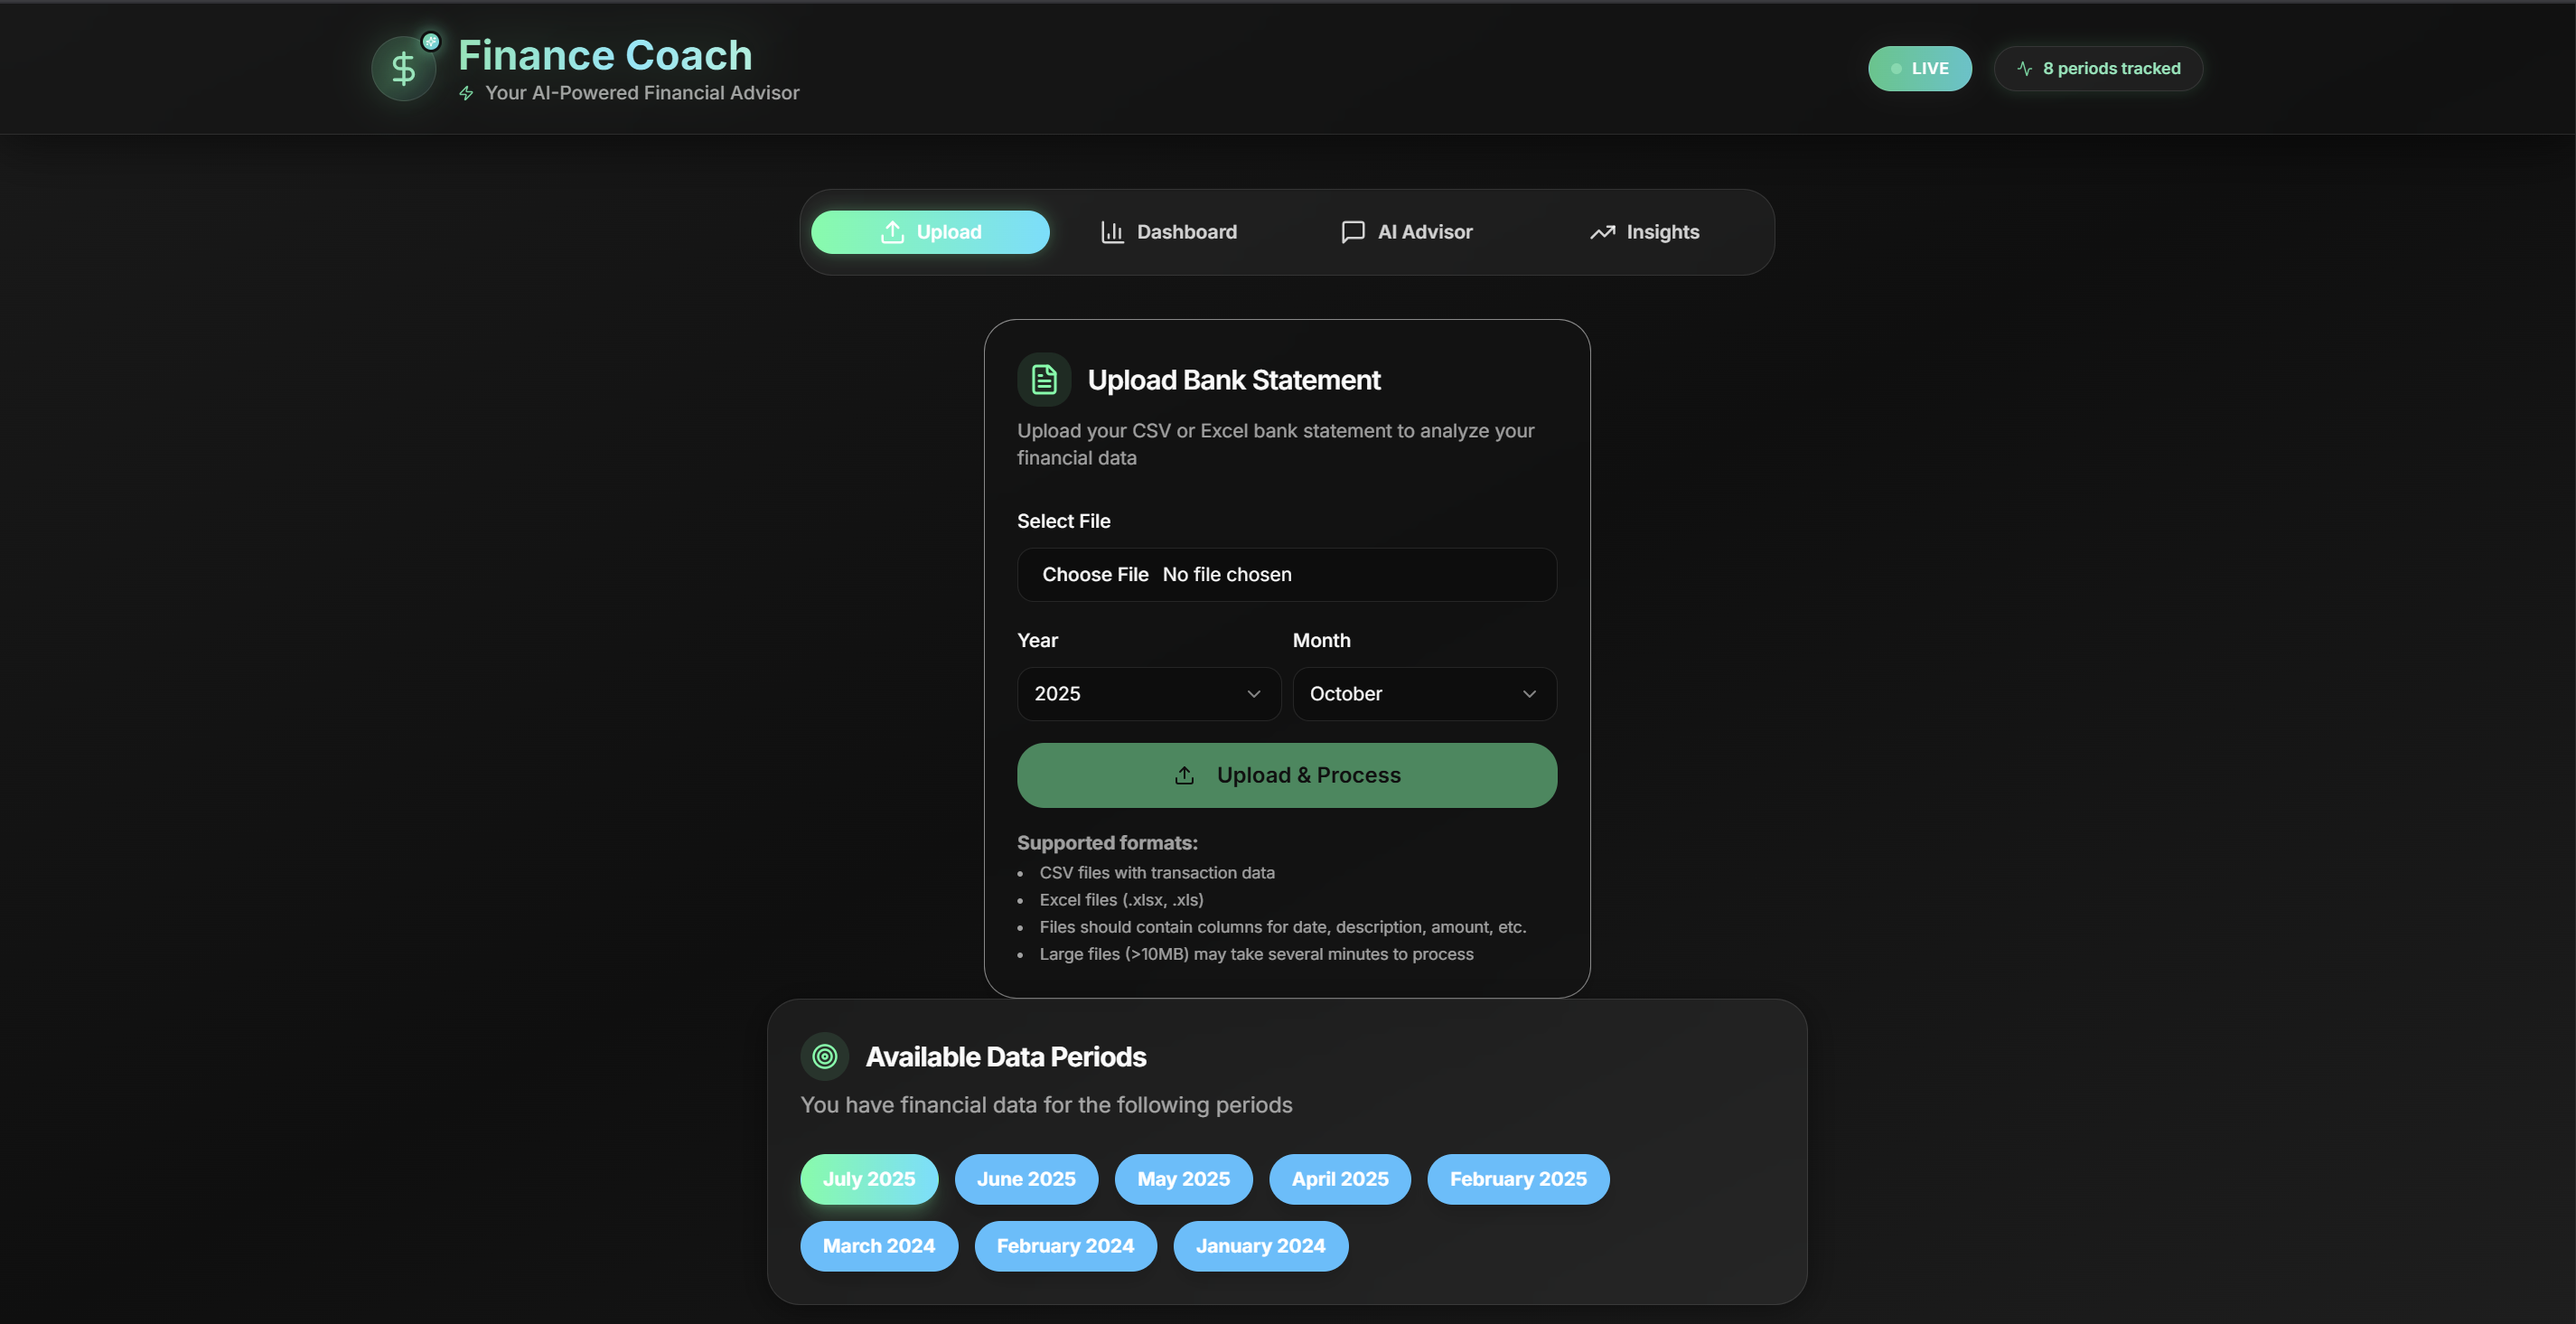 Finance Coach
Your AI-Powered Financial Advisor
LIVE
8 periods tracked
Upload
Dashboard
AI Advisor
Insights
Upload Bank Statement
Upload your CSV or Excel bank statement to analyze your
financial data
Select File
Choose File No file chosen
Year
Month
2025
October
Upload & Process
Supported formats:
• CSV files with transaction data
• Excel files (.xlsx, .xls)
• Files should contain columns for date, description, amount, etc.
• Large files (>10MB) may take several minutes to process
Available Data Periods
You have financial data for the following periods
July 2025
June 2025
May 2025
April 2025
February 2025
March 2024
February 2024
January 2024